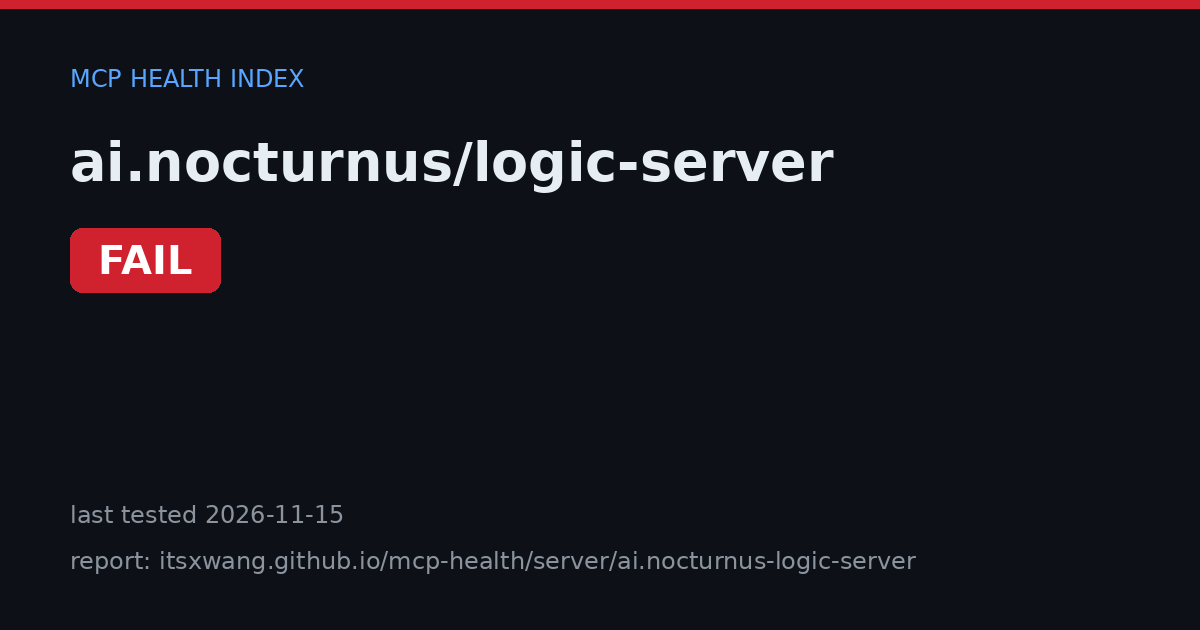 MCP HEALTH INDEX
ai.nocturnus/logic-server
FAIL
last tested 2026-11-15
report: itsxwang.github.io/mcp-health/server/ai.nocturnus-logic-server